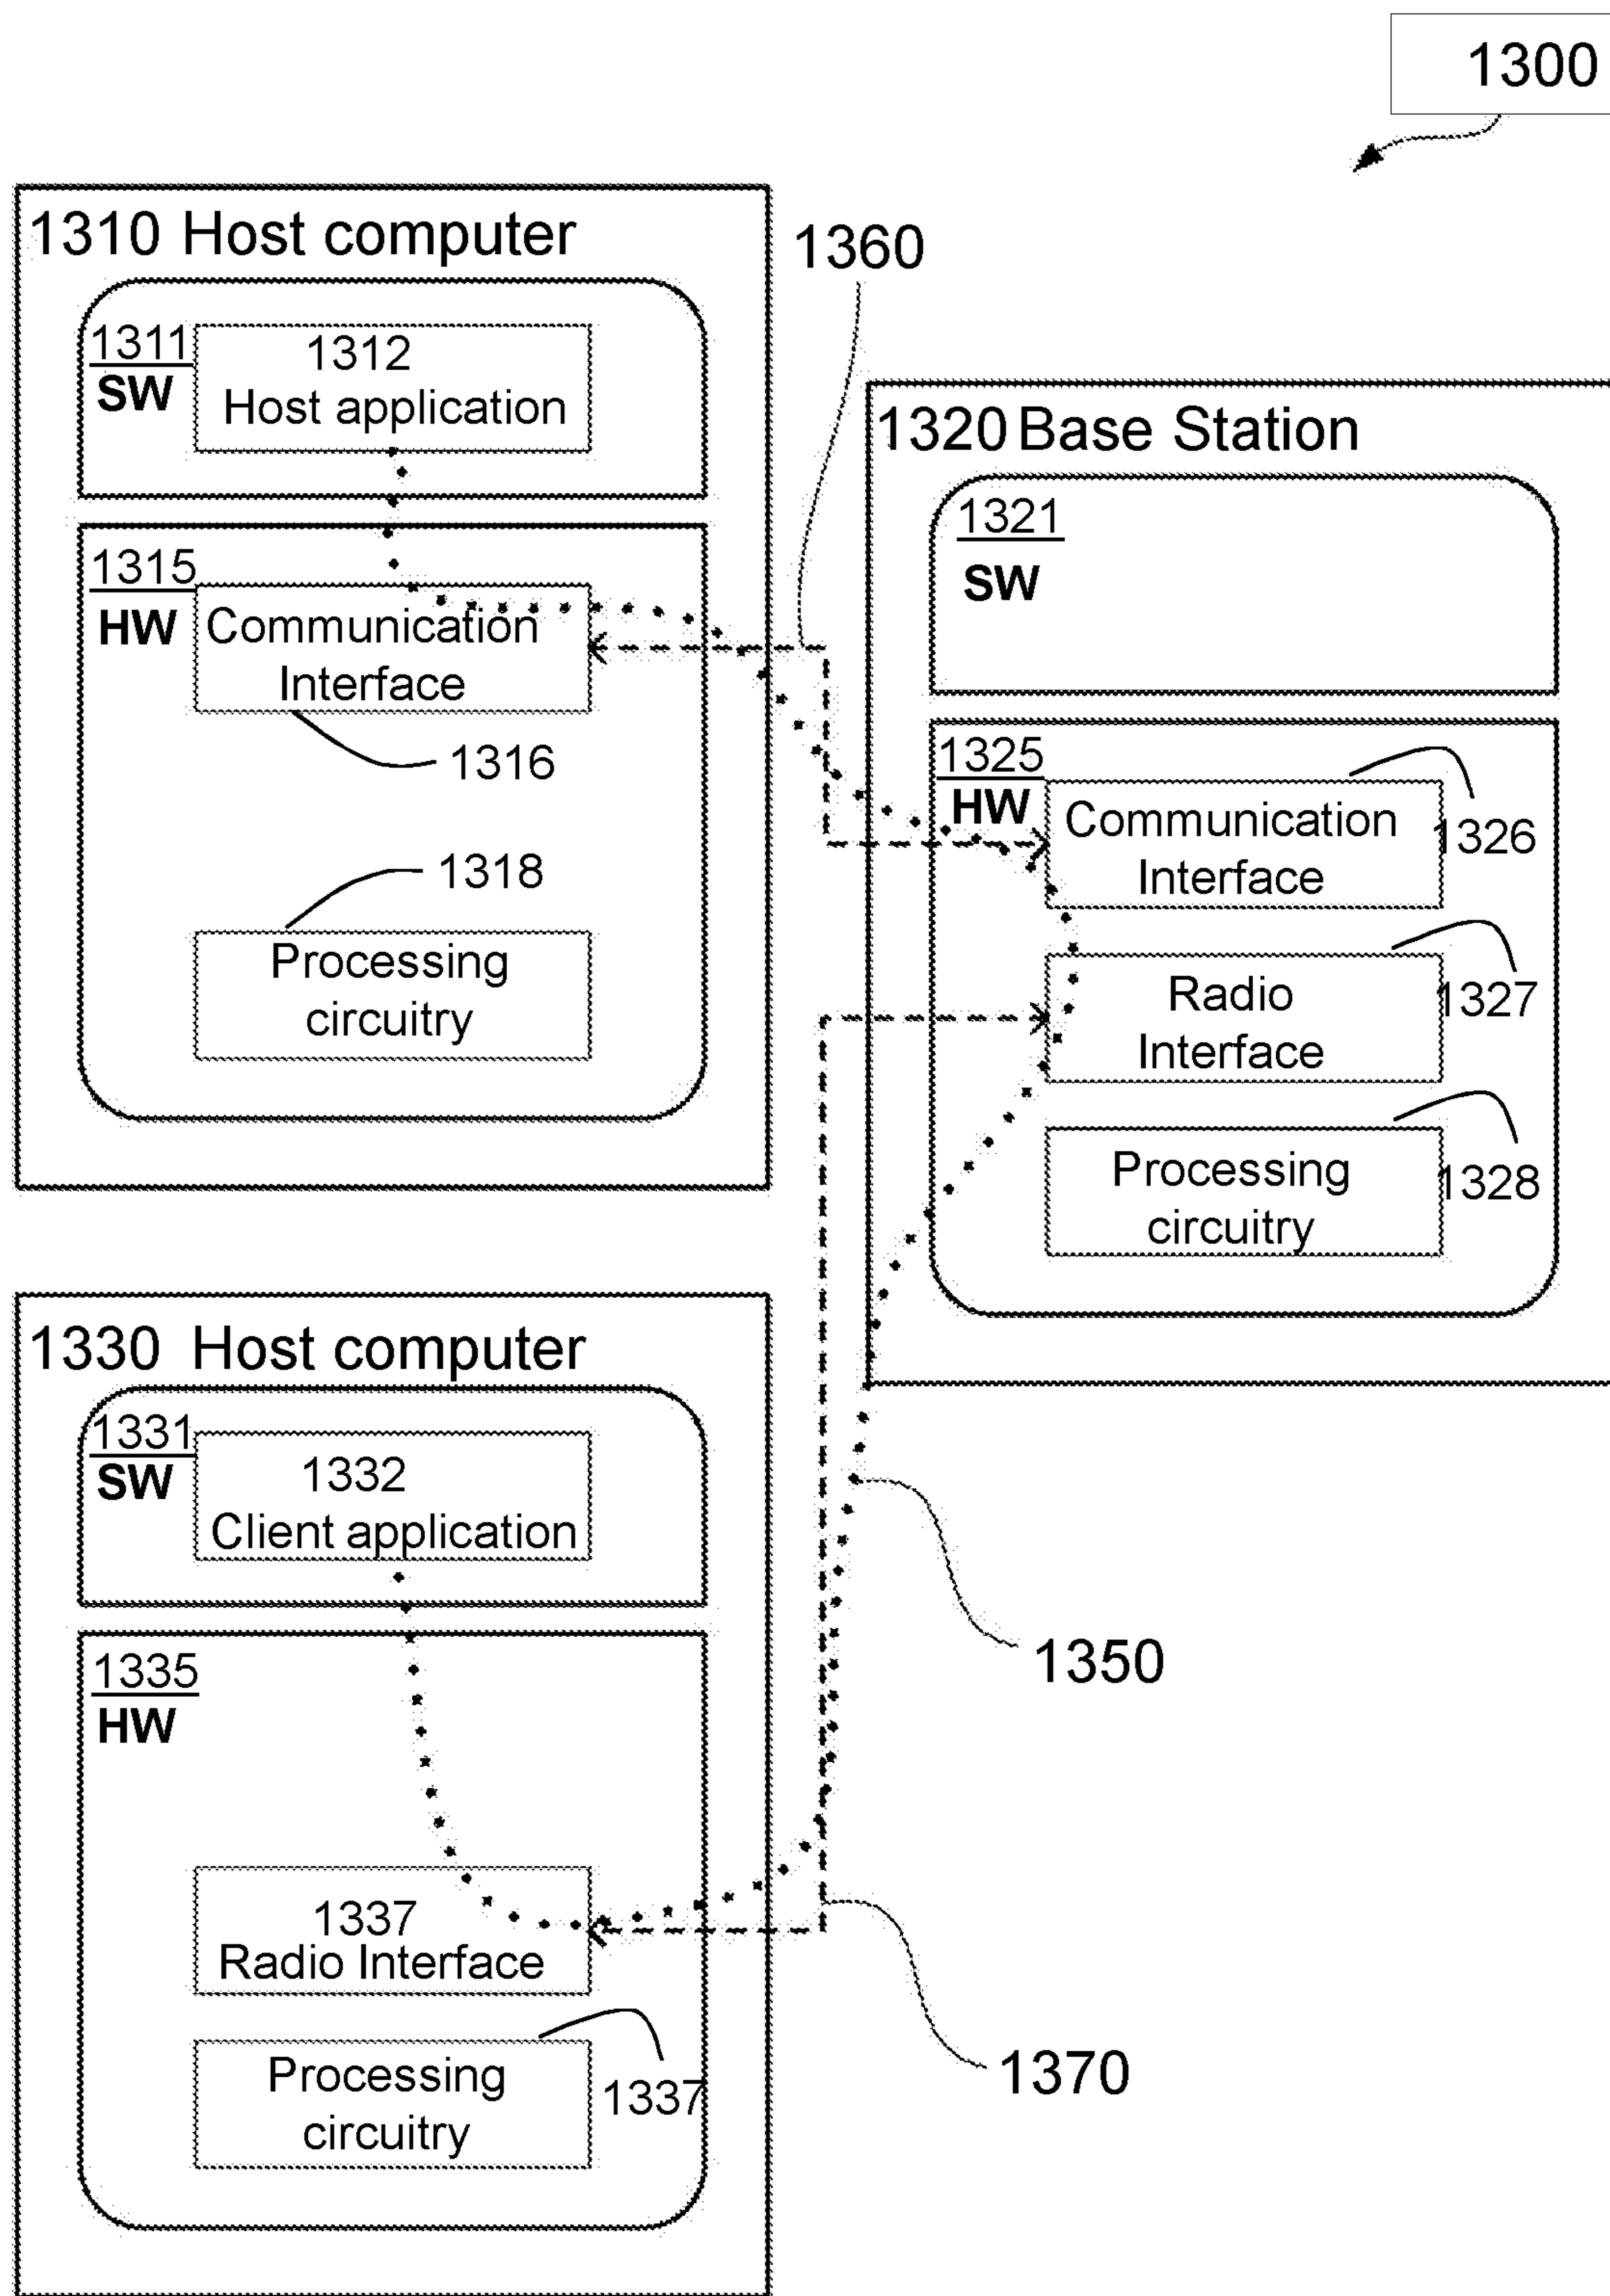 1300
1310 Host computer
1311
SW
1312
Host application
1315
HW
Communication
Interface
1316
1318
Processing
circuitry
1360
1320 Base Station
1321
SW
1325
HW
Communication
Interface
1326
Radio
Interface
1327
Processing
circuitry
1328
1330 Host computer
1331
SW
1332
Client application
1335
HW
1337
Radio Interface
Processing
circuitry
1337
1350
1370